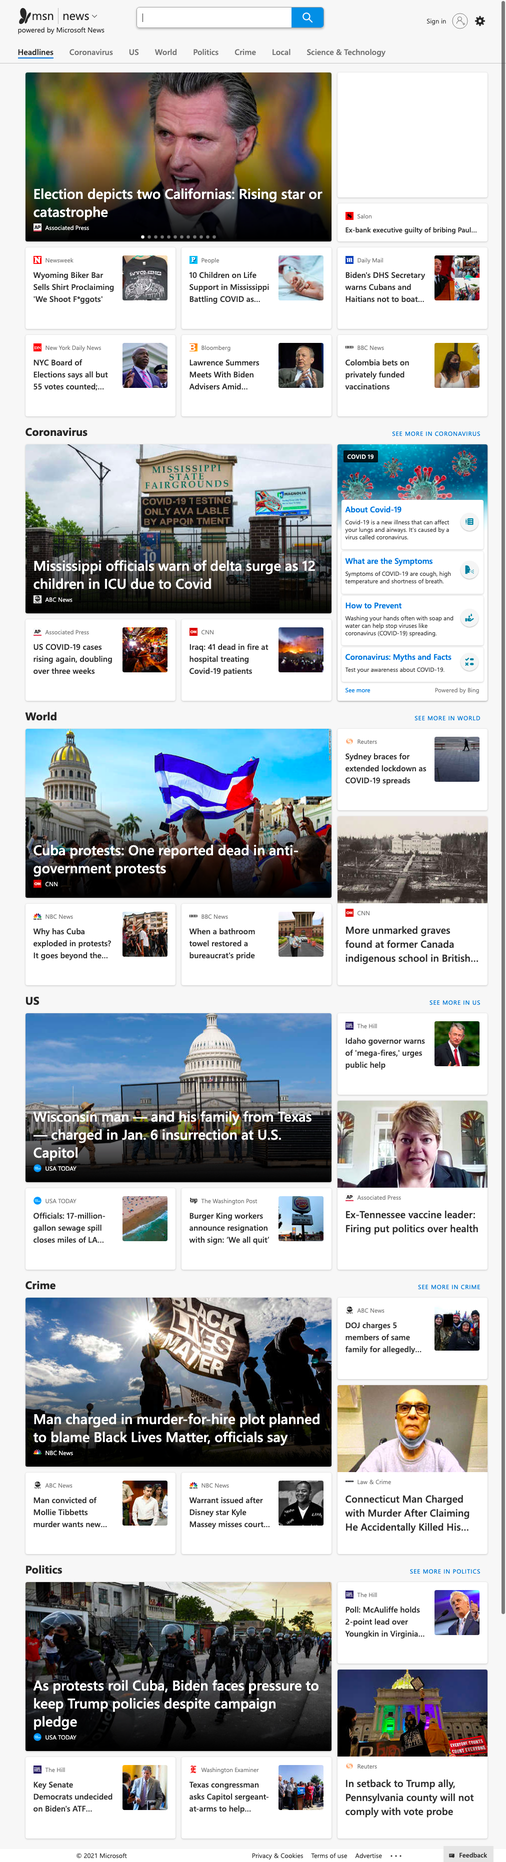 msn | news
powered by Microsoft News
Sign in
Headlines Coronavirus US World Politics Crime Local Science & Technology
Election depicts two Californias: Rising star or
catastrophe
Associated Press
Salon
Ex-bank executive guilty of bribing Paul...
Newsweek
Wyoming Biker Bar
Sells Shirt Proclaiming
'We Shoot F*ggots'
People
10 Children on Life
Support in Mississippi
Battling COVID as...
Daily Mail
Biden's DHS Secretary
warns Cubans and
Haitians not to boat...
New York Daily News
NYC Board of
Elections says all but
55 votes counted;...
Bloomberg
Lawrence Summers
Meets With Biden
Advisers Amid...
BBC News
Colombia bets on
privately funded
vaccinations
Coronavirus
SEE MORE IN CORONAVIRUS
MISSISSIPPI
STATE
FAIRGROUNDS
COVID-19 TESTING
ONLY AVAILABLE
BY APPOINTMENT
MAGNOLIA
10
Mississippi officials warn of delta surge as 12
children in ICU due to Covid
ABC News
COVID 19
About Covid-19
Covid-19 is a new illness that can affect
your lungs and airways. It's caused by a
virus called coronavirus.
What are the Symptoms
Symptoms of COVID-19 are cough, high
temperature and shortness of breath.
How to Prevent
Washing your hands often with soap and
water can help stop viruses like
coronavirus (COVID-19) spreading.
Coronavirus: Myths and Facts
Test your awareness about COVID-19.
See more
Powered by Bing
Associated Press
US COVID-19 cases
rising again, doubling
over three weeks
CNN
Iraq: 41 dead in fire at
hospital treating
Covid-19 patients
World
SEE MORE IN WORLD
Cuba protests: One reported dead in anti-
government protests
CNN
Reuters
Sydney braces for
extended lockdown as
COVID-19 spreads
CNN
More unmarked graves
found at former Canada
indigenous school in British...
NBC News
Why has Cuba
exploded in protests?
It goes beyond the...
BBC News
When a bathroom
towel restored a
bureaucrat's pride
US
SEE MORE IN US
Wisconsin man — and his family from Texas
— charged in Jan. 6 insurrection at U.S.
Capitol
USA TODAY
The Hill
Idaho governor warns
of 'mega-fires,' urges
public help
Associated Press
Ex-Tennessee vaccine leader:
Firing put politics over health
USA TODAY
Officials: 17-million-
gallon sewage spill
closes miles of LA...
The Washington Post
Burger King workers
announce resignation
with sign: 'We all quit'
Crime
SEE MORE IN CRIME
BLACK
LIVES
MATTER
Man charged in murder-for-hire plot planned
to blame Black Lives Matter, officials say
NBC News
ABC News
DOJ charges 5
members of same
family for allegedly...
Law & Crime
Connecticut Man Charged
with Murder After Claiming
He Accidentally Killed His...
ABC News
Man convicted of
Mollie Tibbetts
murder wants new...
NBC News
Warrant issued after
Disney star Kyle
Massey misses court...
Politics
SEE MORE IN POLITICS
As protests roil Cuba, Biden faces pressure to
keep Trump policies despite campaign
pledge
USA TODAY
The Hill
Poll: McAuliffe holds
2-point lead over
Youngkin in Virginia...
Reuters
In setback to Trump ally,
Pennsylvania county will not
comply with vote probe
The Hill
Key Senate
Democrats undecided
on Biden's ATF...
Washington Examiner
Texas congressman
asks Capitol sergeant-
at-arms to help...
© 2021 Microsoft
Privacy & Cookies Terms of use Advertise ...
Feedback